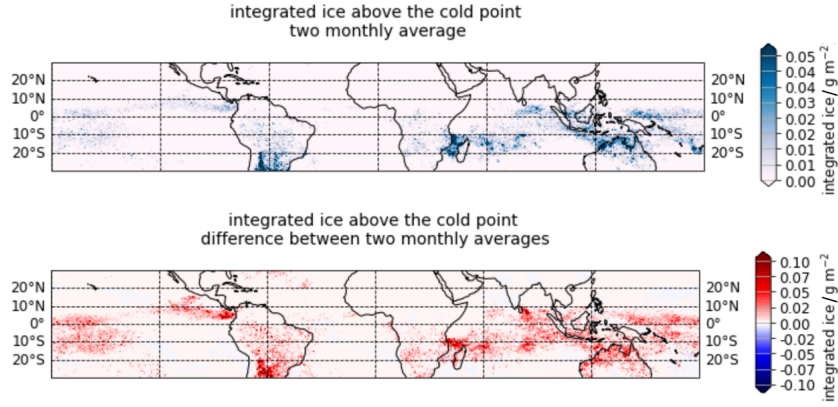 integrated ice above the cold point
two monthly average
20°N
10°N
0°
10°S
20°S
20°N
10°N
0°
10°S
20°S
0.05
0.04
0.03
0.02
0.01
0.01
0.00
integrated ice/ g m⁻²
integrated ice above the cold point
difference between two monthly averages
20°N
10°N
0°
10°S
20°S
20°N
10°N
0°
10°S
20°S
0.10
0.07
0.05
0.02
0.00
-0.02
-0.05
-0.07
-0.10
integrated ice/ g m⁻²